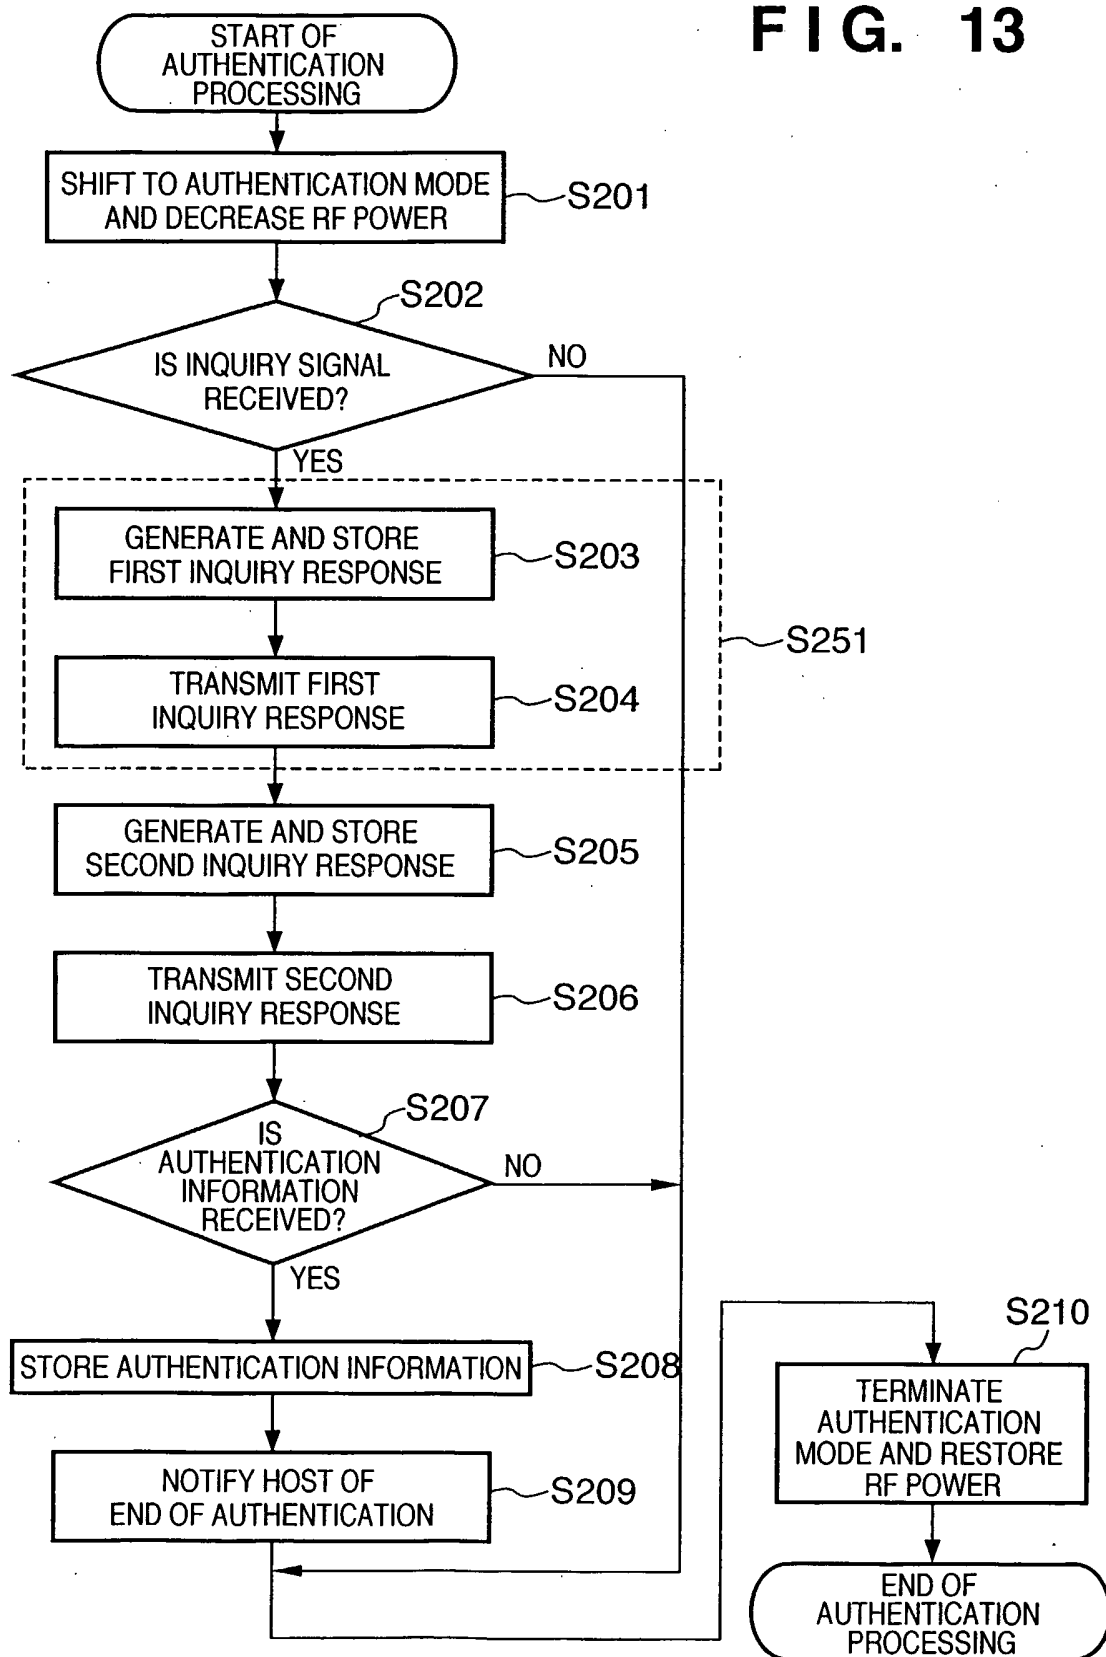 FIG. 13
START OF
AUTHENTICATION
PROCESSING
SHIFT TO AUTHENTICATION MODE
AND DECREASE RF POWER
S201
S202
IS INQUIRY SIGNAL
RECEIVED?
NO
YES
GENERATE AND STORE
FIRST INQUIRY RESPONSE
S203
S251
TRANSMIT FIRST
INQUIRY RESPONSE
S204
GENERATE AND STORE
SECOND INQUIRY RESPONSE
S205
TRANSMIT SECOND
INQUIRY RESPONSE
S206
S207
IS
AUTHENTICATION
INFORMATION
RECEIVED?
NO
YES
STORE AUTHENTICATION INFORMATION
S208
NOTIFY HOST OF
END OF AUTHENTICATION
S209
S210
TERMINATE
AUTHENTICATION
MODE AND RESTORE
RF POWER
END OF
AUTHENTICATION
PROCESSING